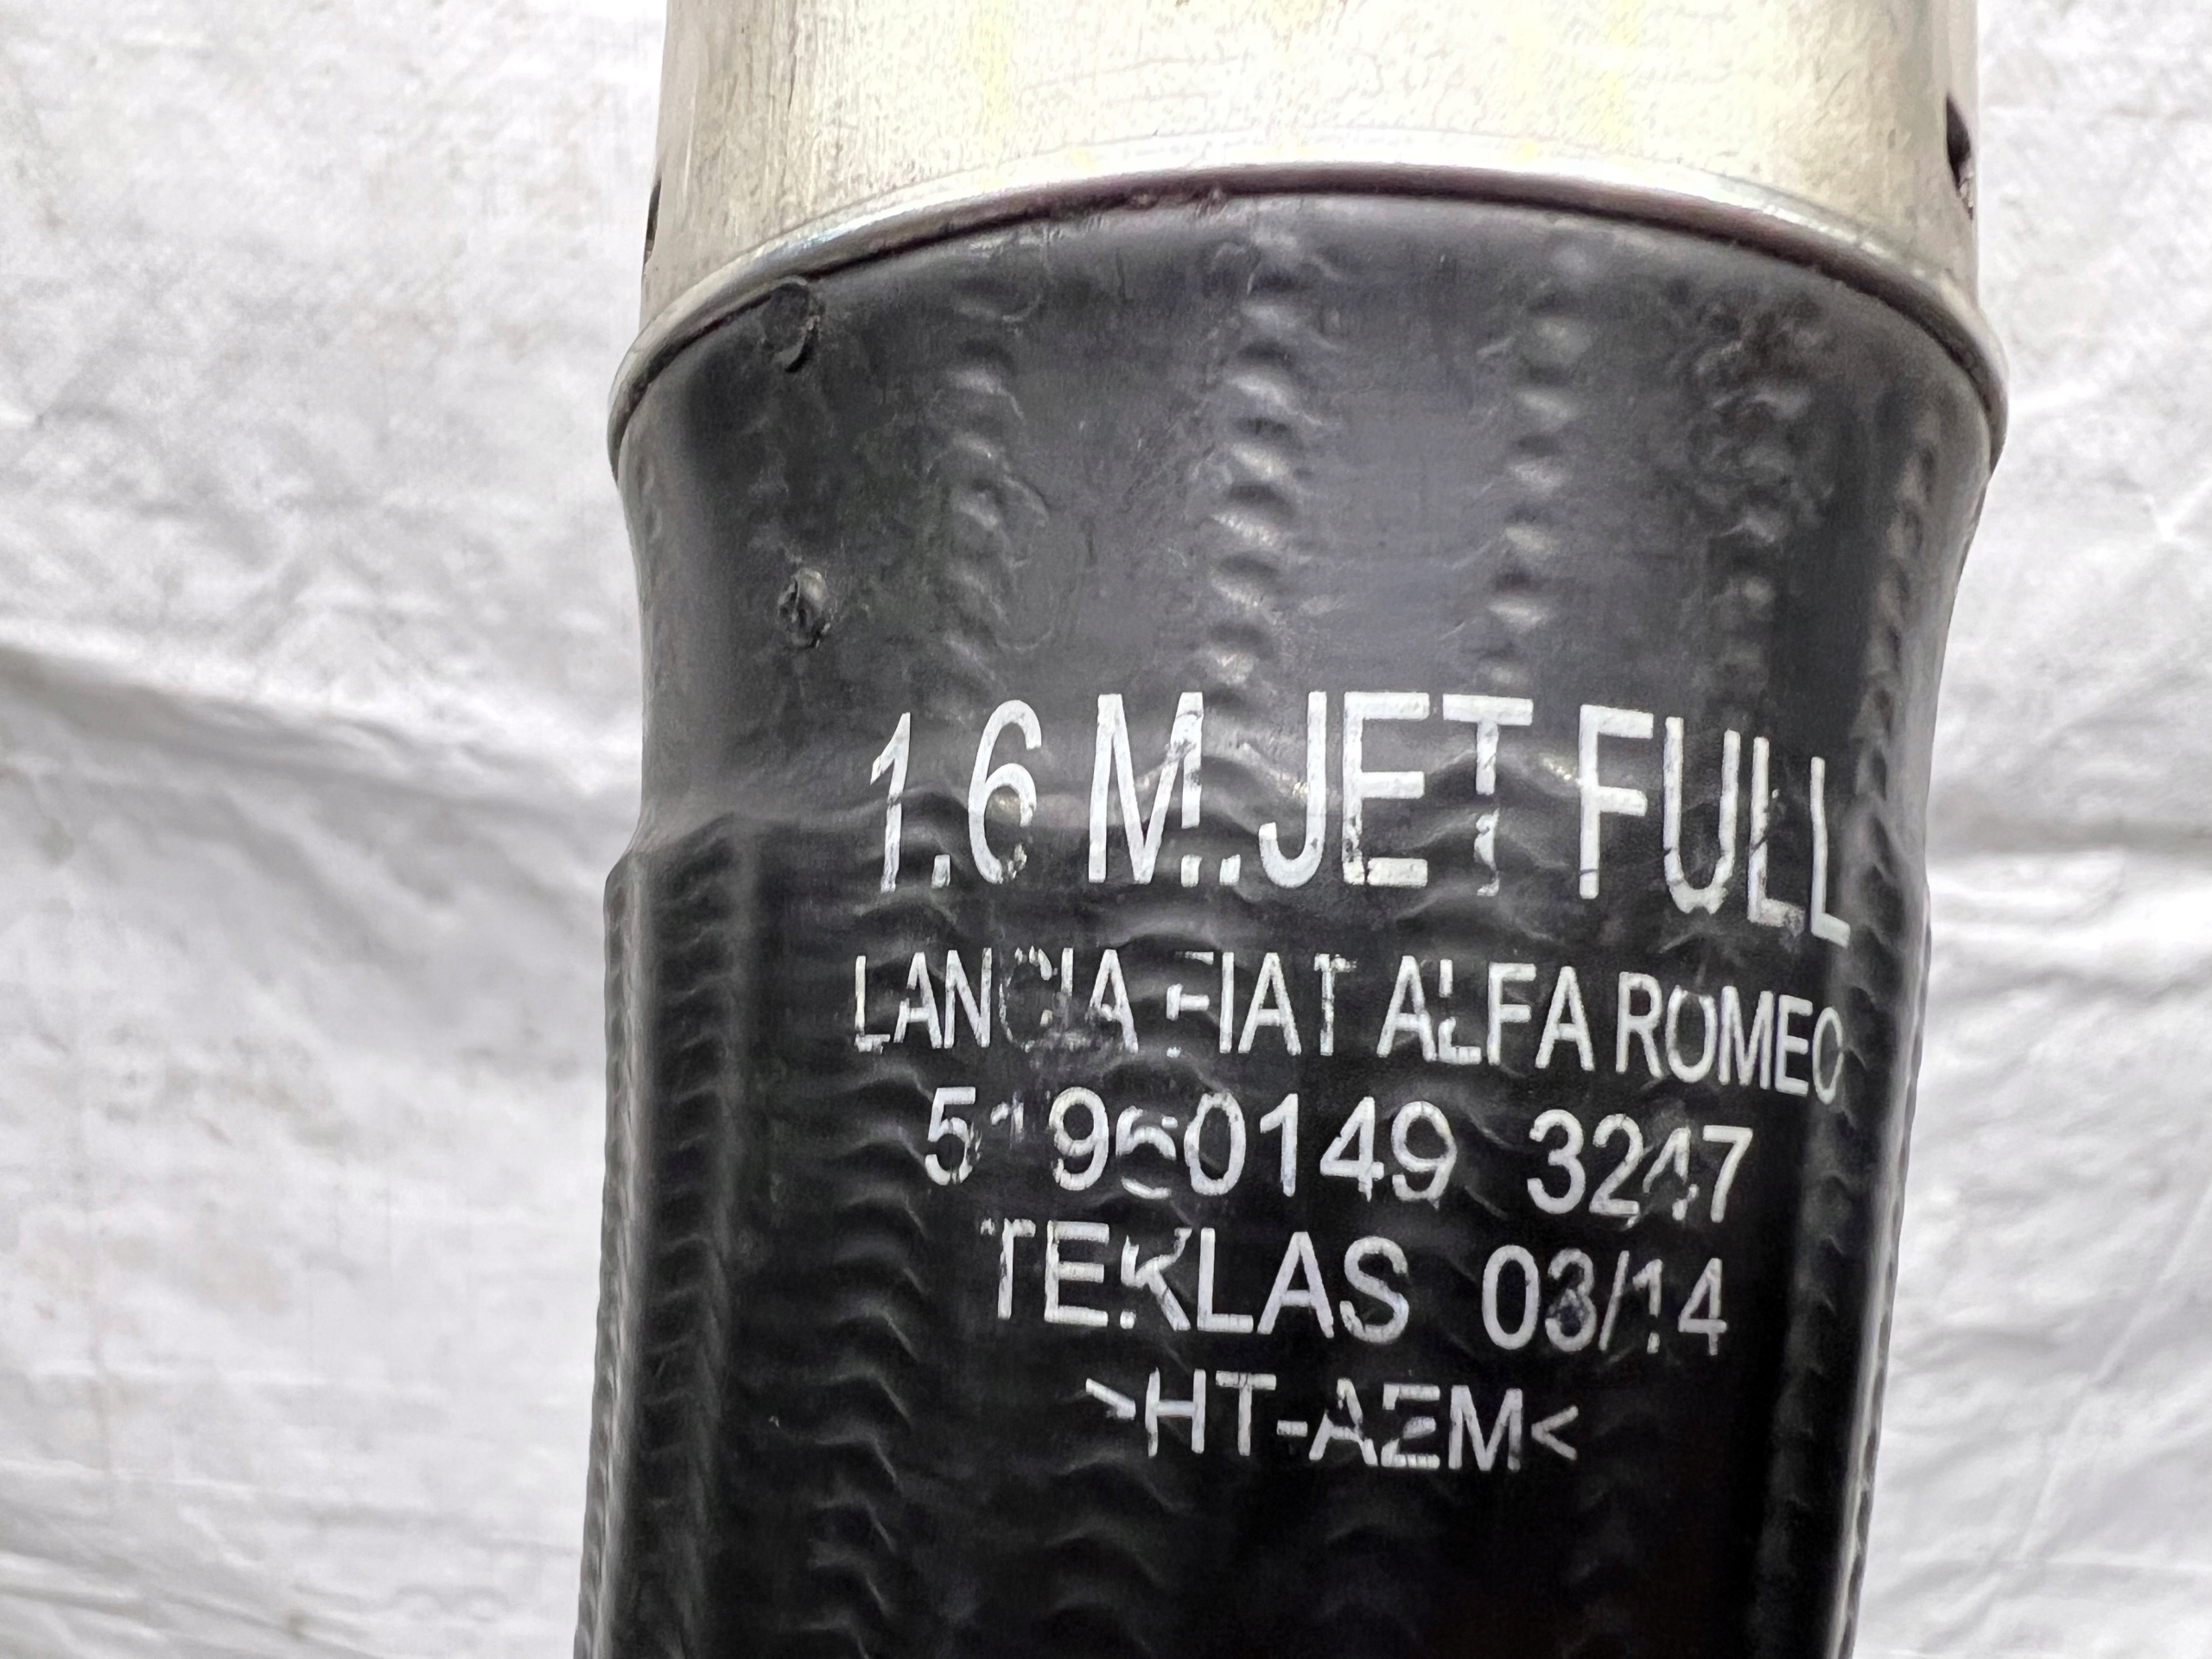 1.6 M.JET FULL
LANCIA FIAT ALFA ROMEO
51960149 3247
TEKLAS 03/14
>HT-AEM<